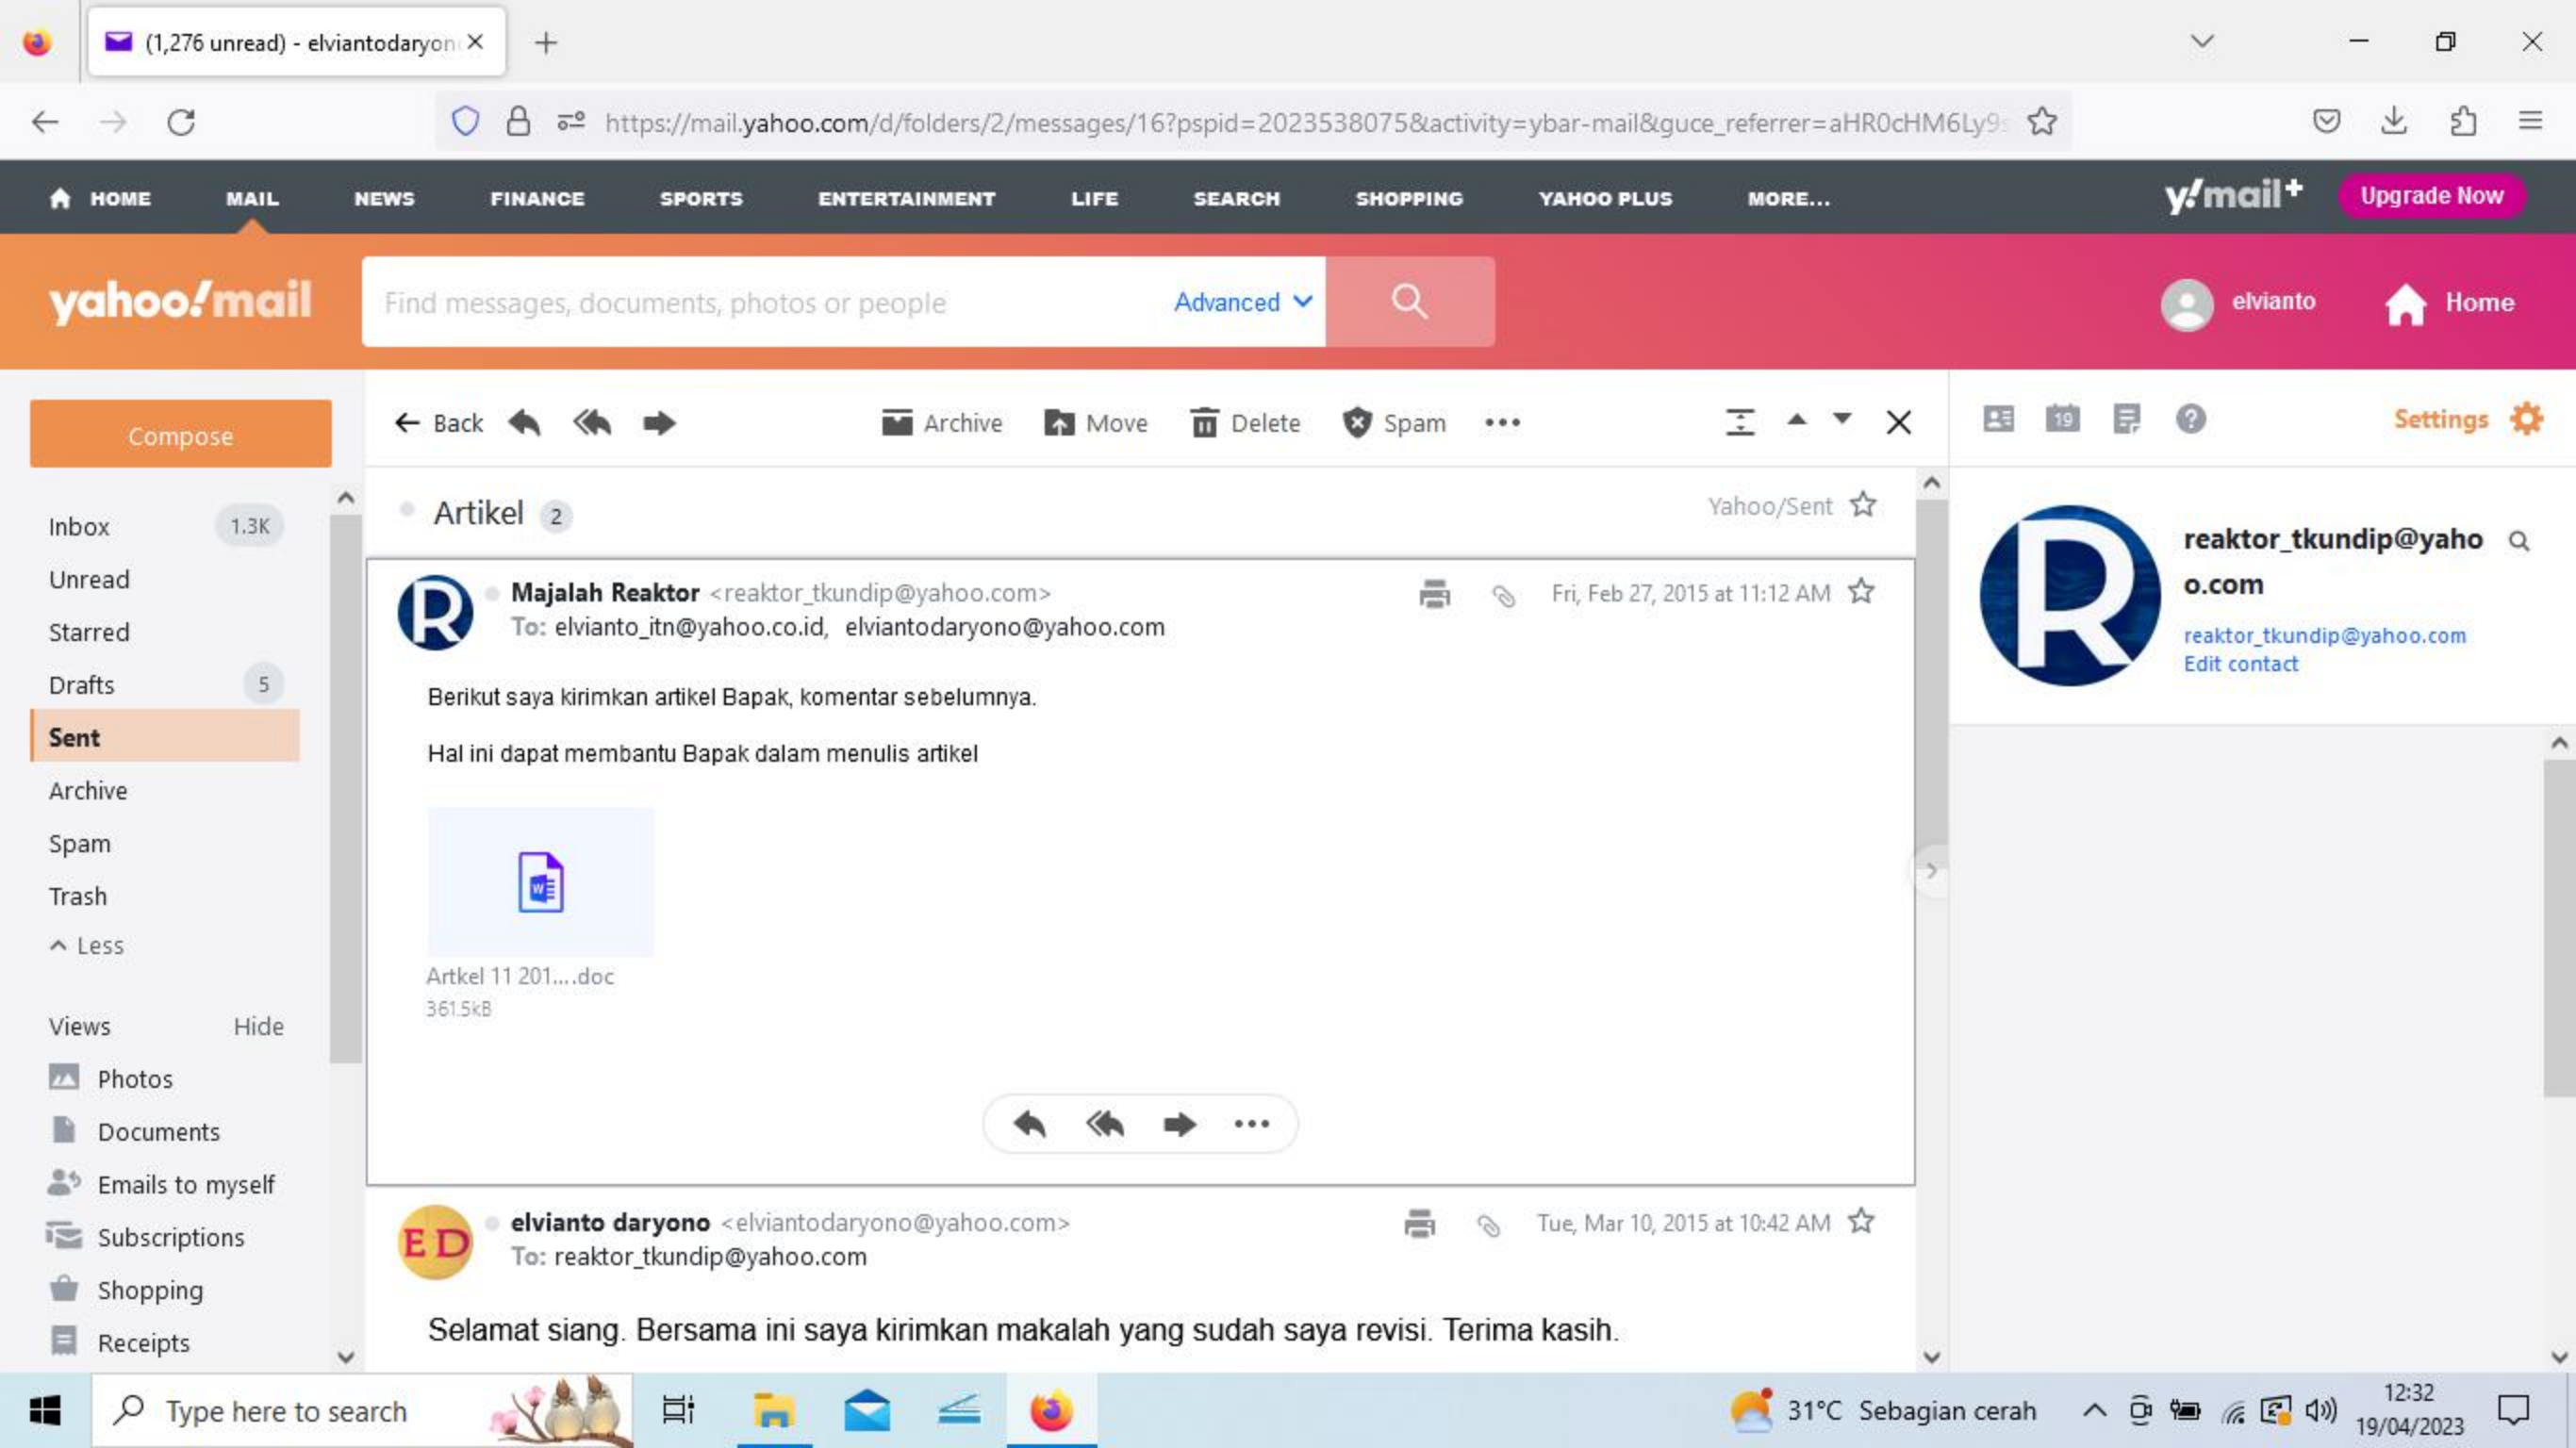 (1,276 unread) - elviantodaryon
https://mail.yahoo.com/d/folders/2/messages/16?pspid=2023538075&activity=ybar-mail&guce_referrer=aHR0cHM6Ly9s
HOME MAIL NEWS FINANCE SPORTS ENTERTAINMENT LIFE SEARCH SHOPPING YAHOO PLUS MORE... y!mail+ Upgrade Now
yahoo!mail Find messages, documents, photos or people Advanced elvianto Home
Compose
Back Archive Move Delete Spam 19 Settings
Inbox 1.3K
Unread
Starred
Drafts 5
Sent
Archive
Spam
Trash
Less
Views Hide
Photos
Documents
Emails to myself
Subscriptions
Shopping
Receipts
Artikel 2 Yahoo/Sent
R Majalah Reaktor <reaktor_tkundip@yahoo.com> Fri, Feb 27, 2015 at 11:12 AM
To: elvianto_itn@yahoo.co.id, elviantodaryono@yahoo.com
Berikut saya kirimkan artikel Bapak, komentar sebelumnya.
Hal ini dapat membantu Bapak dalam menulis artikel
W
Artkel 11 201....doc
361.5kB
ED elvianto daryono <elviantodaryono@yahoo.com> Tue, Mar 10, 2015 at 10:42 AM
To: reaktor_tkundip@yahoo.com
Selamat siang. Bersama ini saya kirimkan makalah yang sudah saya revisi. Terima kasih.
R
reaktor_tkundip@yaho
o.com
reaktor_tkundip@yahoo.com
Edit contact
Type here to search 31°C Sebagian cerah 12:32
19/04/2023